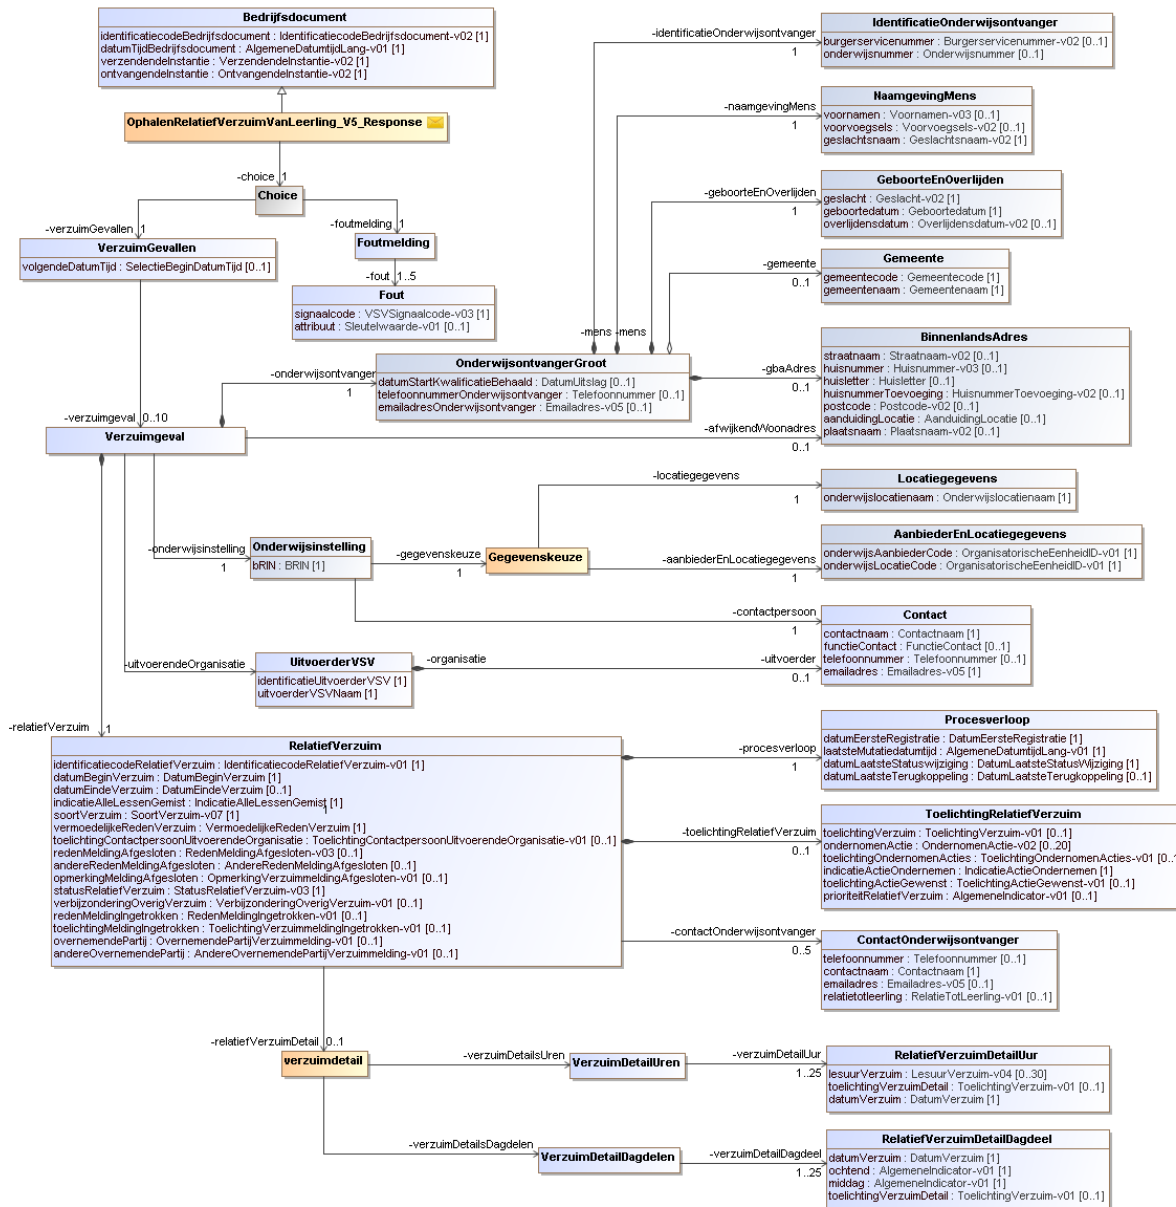 Bedrijfsdocument
identificatiecodeBedrijfsdocument : IdentificatiecodeBedrijfsdocument-v02 [1]
datumTijdBedrijfsdocument : AlgemeneDatumtijdLang-v01 [1]
verzendendeInstantie : VerzendendeInstantie-v02 [1]
ontvangendeInstantie : OntvangendeInstantie-v02 [1]
OphalenRelatiefVerzuimVanLeerling_V5_Response
-choice 1
Choice
-verzuimGevallen 1
-foutmelding 1
VerzuimGevallen
volgendeDatumTijd : SelectieBeginDatumTijd [0..1]
Foutmelding
-fout 1..5
Fout
signaalcode : VSVSignaalcode-v03 [1]
attribuut : Sleutelwaarde-v01 [0..1]
-identificatieOnderwijsontvanger
1
IdentificatieOnderwijsontvanger
burgerservicenummer : Burgerservicenummer-v02 [0..1]
onderwijsnummer : Onderwijsnummer [0..1]
-naamgevingMens
1
NaamgevingMens
voornamen : Voornamen-v03 [0..1]
voorvoegsels : Voorvoegsels-v02 [0..1]
geslachtsnaam : Geslachtsnaam-v02 [1]
-geboorteEnOverlijden
1
GeboorteEnOverlijden
geslacht : Geslacht-v02 [1]
geboortedatum : Geboortedatum [1]
overlijdensdatum : Overlijdensdatum-v02 [0..1]
-gemeente
0..1
Gemeente
gemeentecode : Gemeentecode [1]
gemeentenaam : Gemeentenaam [1]
-mens
-mens
-onderwijsontvanger
1
OnderwijsontvangerGroot
datumStartKwalificatieBehaald : DatumUitslag [0..1]
telefoonnummerOnderwijsontvanger : Telefoonnummer [0..1]
emailadresOnderwijsontvanger : Emailadres-v05 [0..1]
-gbaAdres
0..1
BinnenlandsAdres
straatnaam : Straatnaam-v02 [0..1]
huisnummer : Huisnummer-v03 [0..1]
huisletter : Huisletter [0..1]
huisnummerToevoeging : HuisnummerToevoeging-v02 [0..1]
postcode : Postcode-v02 [0..1]
aanduidingLocatie : AanduidingLocatie [0..1]
plaatsnaam : Plaatsnaam-v02 [0..1]
-verzuimgeval 0..10
Verzuimgeval
-afwijkendWoonadres
0..1
-locatiegegevens
1
Locatiegegevens
onderwijslocatienaam : Onderwijslocatienaam [1]
-onderwijsinstelling
1
Onderwijsinstelling
bRIN : BRIN [1]
-gegevenskeuze
1
Gegevenskeuze
-aanbiederEnLocatiegegevens
1
AanbiederEnLocatiegegevens
onderwijsAanbiederCode : OrganisatorischeEenheidID-v01 [1]
onderwijsLocatieCode : OrganisatorischeEenheidID-v01 [1]
-contactpersoon
1
Contact
contactnaam : Contactnaam [1]
functieContact : FunctieContact [0..1]
telefoonnummer : Telefoonnummer [0..1]
emailadres : Emailadres-v05 [1]
-uitvoerendeOrganisatie
UitvoerderVSV
identificatieUitvoerderVSV [1]
uitvoerderVSVNaam [1]
-organisatie
-uitvoerder
0..1
-relatiefVerzuim 1
RelatiefVerzuim
identificatiecodeRelatiefVerzuim : IdentificatiecodeRelatiefVerzuim-v01 [1]
datumBeginVerzuim : DatumBeginVerzuim [1]
datumEindeVerzuim : DatumEindeVerzuim [0..1]
indicatieAlleLessenGemist : IndicatieAlleLessenGemist [1]
1
soortVerzuim : SoortVerzuim-v07 [1]
vermoedelijkeRedenVerzuim : VermoedelijkeRedenVerzuim [1]
toelichtingContactpersoonUitvoerendeOrganisatie : ToelichtingContactpersoonUitvoerendeOrganisatie-v01 [0..1]
redenMeldingAfgesloten : RedenMeldingAfgesloten-v03 [0..1]
andereRedenMeldingAfgesloten : AndereRedenMeldingAfgesloten [0..1]
opmerkingMeldingAfgesloten : OpmerkingVerzuimmeldingAfgesloten-v01 [0..1]
statusRelatiefVerzuim : StatusRelatiefVerzuim-v03 [1]
verbijzonderingOverigVerzuim : VerbijzonderingOverigVerzuim-v01 [0..1]
redenMeldingIngetrokken : RedenMeldingIngetrokken-v01 [0..1]
toelichtingMeldingIngetrokken : ToelichtingVerzuimmeldingIngetrokken-v01 [0..1]
overnemendePartij : OvernemendePartijVerzuimmelding-v01 [0..1]
andereOvernemendePartij : AndereOvernemendePartijVerzuimmelding-v01 [0..1]
-procesverloop
1
Procesverloop
datumEersteRegistratie : DatumEersteRegistratie [1]
laatsteMutatiedatumtijd : AlgemeneDatumtijdLang-v01 [1]
datumLaatsteStatuswijziging : DatumLaatsteStatusWijziging [1]
datumLaatsteTerugkoppeling : DatumLaatsteTerugkoppeling [0..1]
-toelichtingRelatiefVerzuim
0..1
ToelichtingRelatiefVerzuim
toelichtingVerzuim : ToelichtingVerzuim-v01 [0..1]
ondernomenActie : OndernomenActie-v02 [0..20]
toelichtingOndernomenActies : ToelichtingOndernomenActies-v01 [0..1]
indicatieActieOndernemen : IndicatieActieOndernemen [1]
toelichtingActieGewenst : ToelichtingActieGewenst-v01 [0..1]
prioriteitRelatiefVerzuim : AlgemeneIndicator-v01 [0..1]
-contactOnderwijsontvanger
0..5
ContactOnderwijsontvanger
telefoonnummer : Telefoonnummer [0..1]
contactnaam : Contactnaam [1]
emailadres : Emailadres-v05 [0..1]
relatietotleerling : RelatieTotLeerling-v01 [0..1]
-relatiefVerzuimDetail 0..1
verzuimdetail
-verzuimDetailsUren
VerzuimDetailUren
-verzuimDetailUur
1..25
RelatiefVerzuimDetailUur
lesuurVerzuim : LesuurVerzuim-v04 [0..30]
toelichtingVerzuimDetail : ToelichtingVerzuim-v01 [0..1]
datumVerzuim : DatumVerzuim [1]
-verzuimDetailsDagdelen
VerzuimDetailDagdelen
-verzuimDetailDagdeel
1..25
RelatiefVerzuimDetailDagdeel
datumVerzuim : DatumVerzuim [1]
ochtend : AlgemeneIndicator-v01 [1]
middag : AlgemeneIndicator-v01 [1]
toelichtingVerzuimDetail : ToelichtingVerzuim-v01 [0..1]